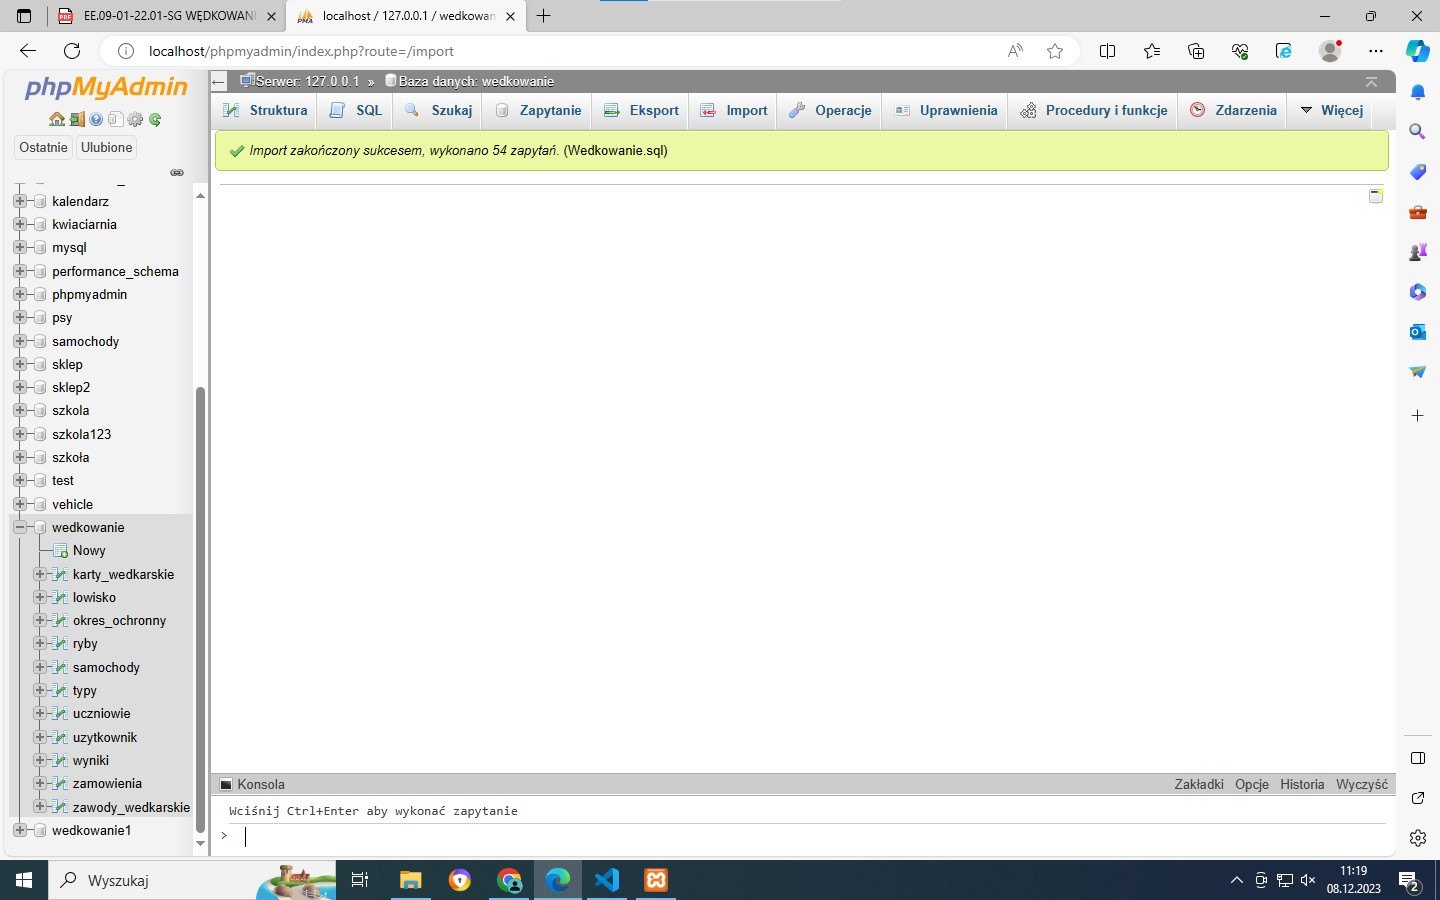 EE.09-01-22.01-SG WĘDKOWANI
localhost / 127.0.0.1 / wedkowan
localhost/phpmyadmin/index.php?route=/import
phpMyAdmin
Ostatnie
Ulubione
kalendarz
kwiaciarnia
mysql
performance_schema
phpmyadmin
psy
samochody
sklep
sklep2
szkola
szkola123
szkoła
test
vehicle
wedkowanie
Nowy
karty_wedkarskie
lowisko
okres_ochronny
ryby
samochody
typy
uczniowie
uzytkownik
wyniki
zamowienia
zawody_wedkarskie
wedkowanie1
Serwer: 127.0.0.1 » Baza danych: wedkowanie
Struktura SQL Szukaj Zapytanie Eksport Import Operacje Uprawnienia Procedury i funkcje Zdarzenia Więcej
Import zakończony sukcesem, wykonano 54 zapytań. (Wedkowanie.sql)
Konsola
Zakładki Opcje Historia Wyczyść
Wciśnij Ctrl+Enter aby wykonać zapytanie
>
Wyszukaj
11:19
08.12.2023
2